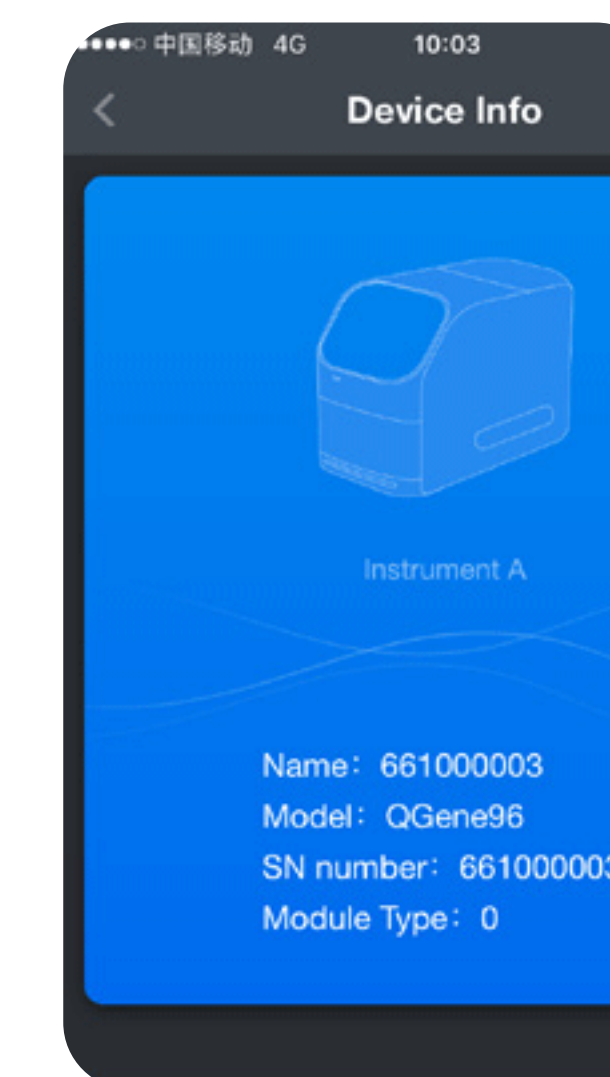 中国移动 4G 10:03
Device Info
Instrument A
Name: 661000003
Model: QGene96
SN number: 661000003
Module Type: 0